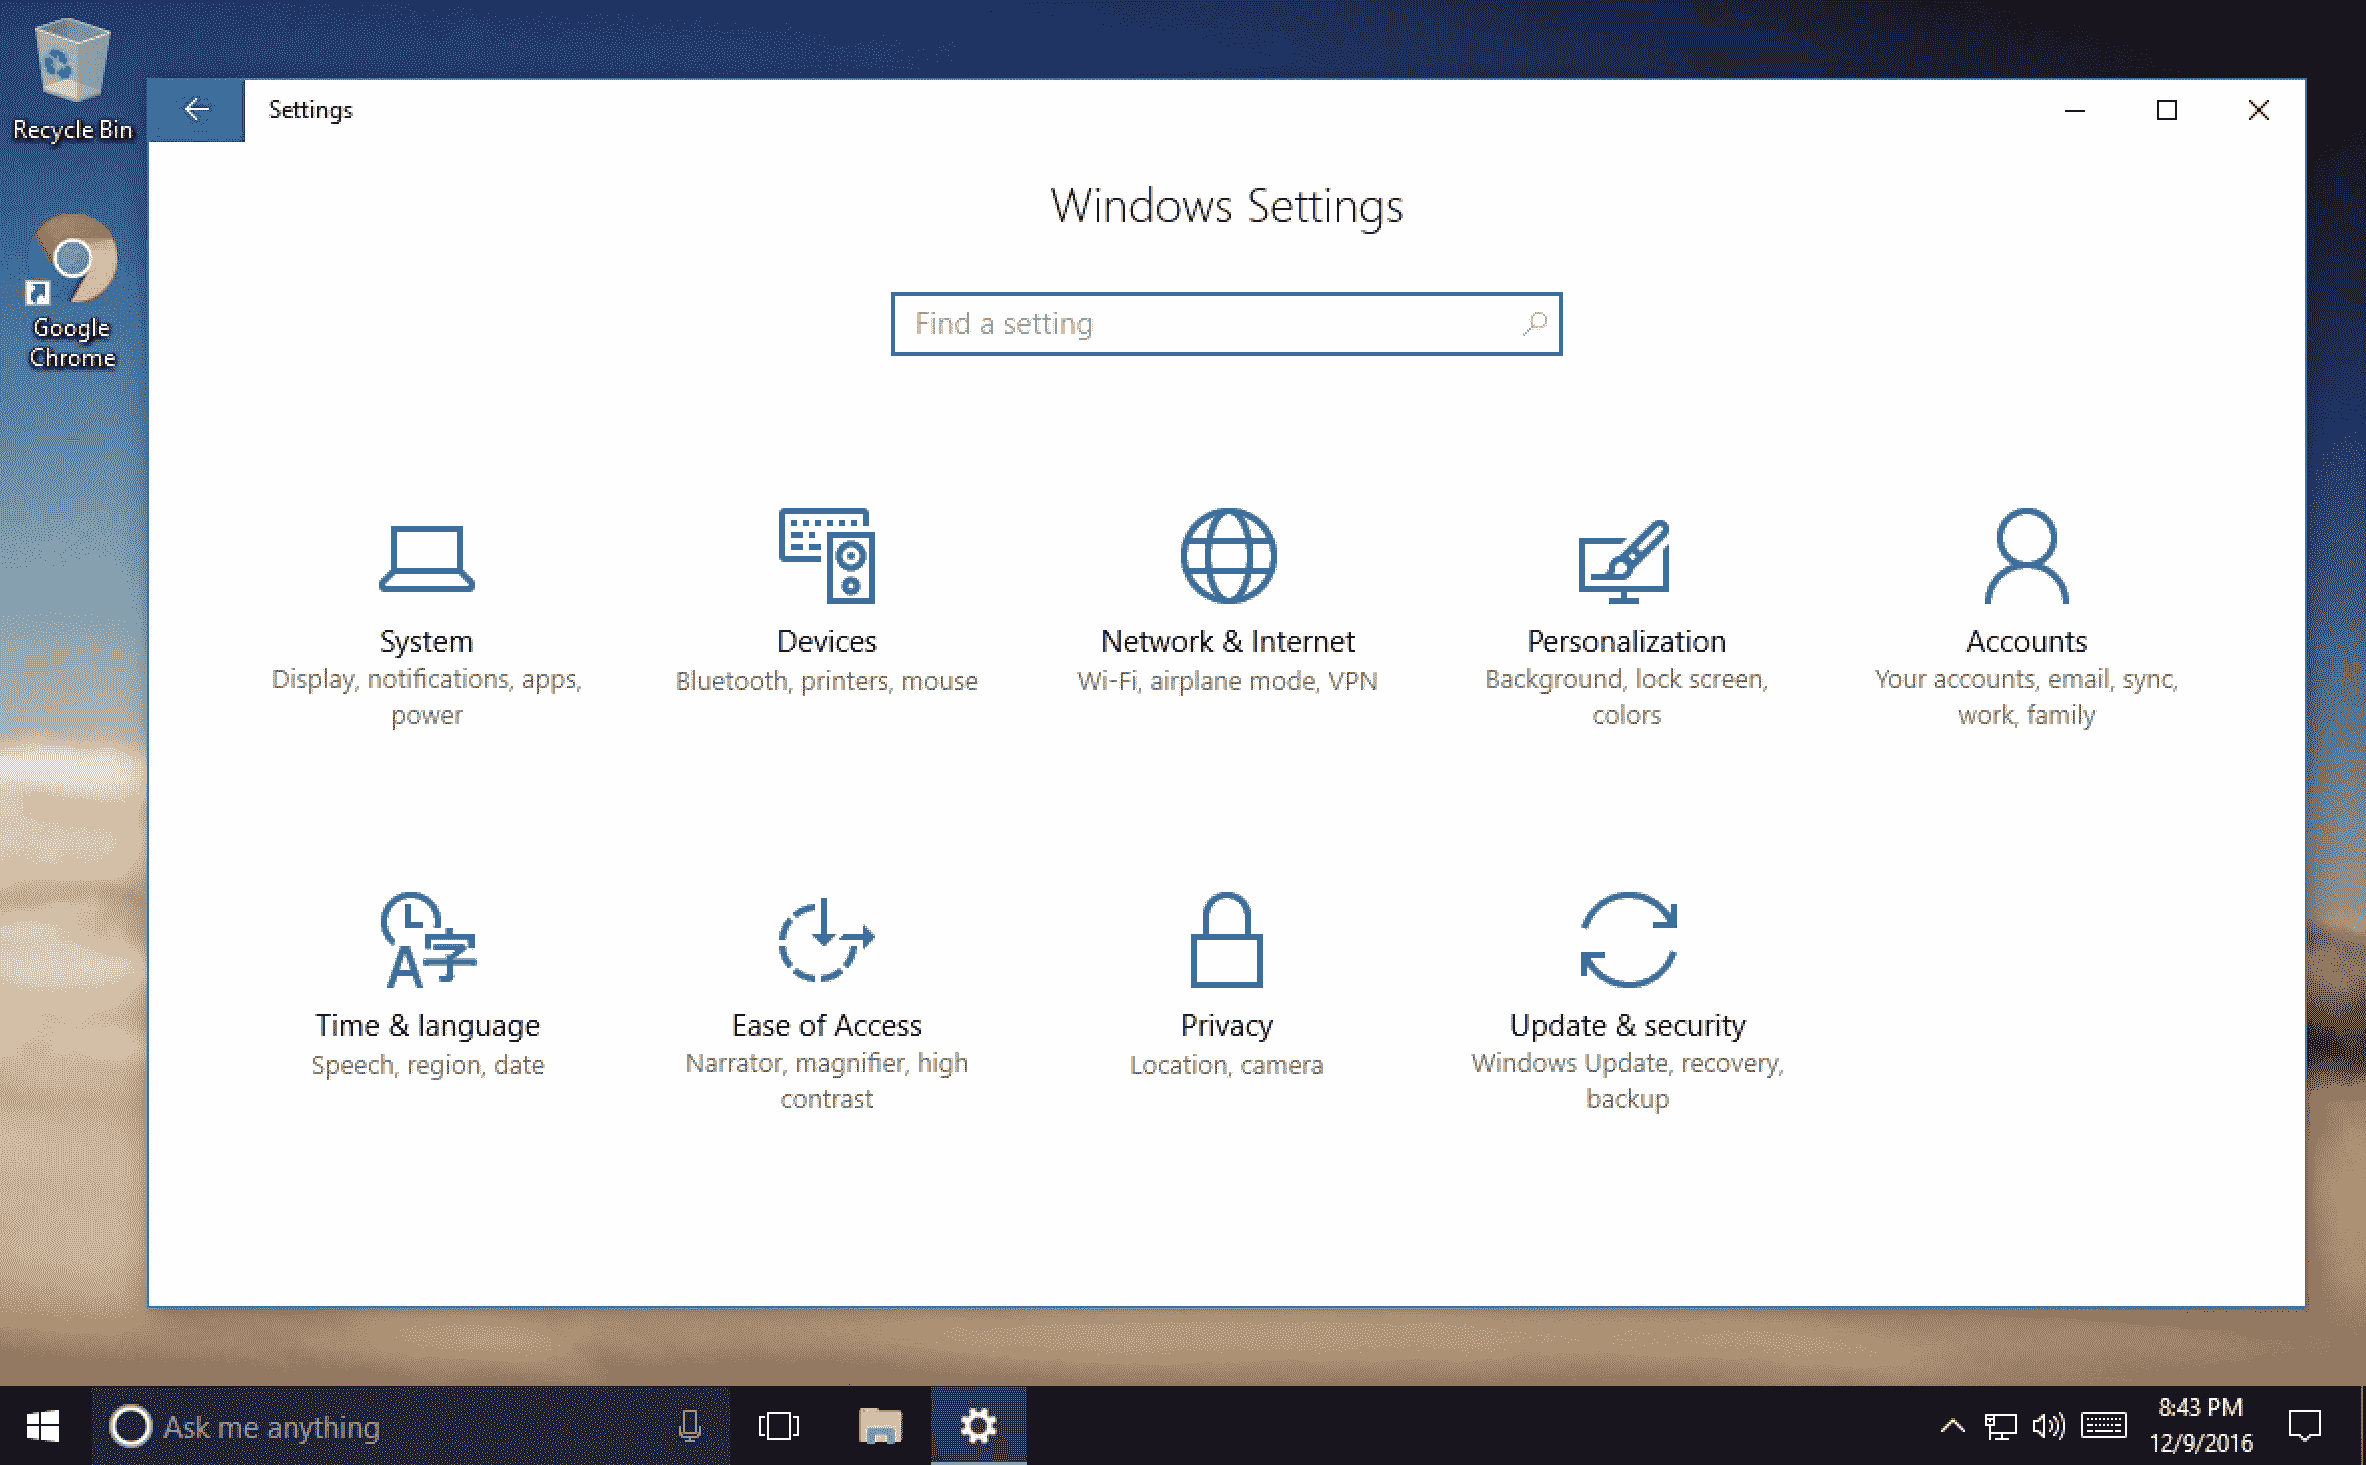 Recycle Bin
Google
Chrome
Settings
Windows Settings
Find a setting
System
Display, notifications, apps,
power
Devices
Bluetooth, printers, mouse
Network & Internet
Wi-Fi, airplane mode, VPN
Personalization
Background, lock screen,
colors
Accounts
Your accounts, email, sync,
work, family
A字
Time & language
Speech, region, date
Ease of Access
Narrator, magnifier, high
contrast
Privacy
Location, camera
Update & security
Windows Update, recovery,
backup
Ask me anything
8:43 PM
12/9/2016